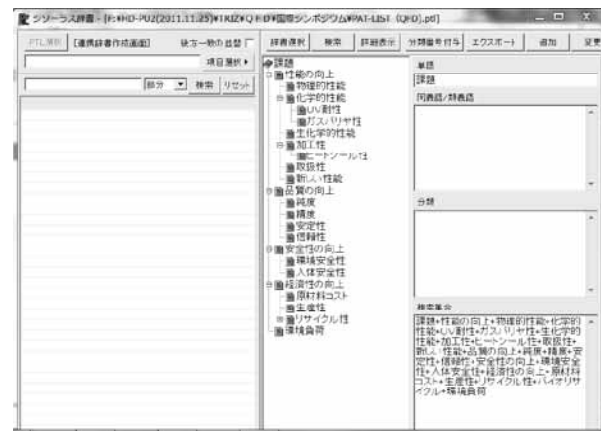 シソーラス辞書 - [F:¥HD-PU2(2011.11.25)¥TRIZ¥QFD¥国際シンポジウム¥PAT-LIST (QFD).ptl]
PTL選択 [連携辞書作成画面] 後方一致の並替
項目選択
部分 検索 リセット
辞書選択 検索 詳細表示 分類番号付与 エクスポート 追加 変更
課題
性能の向上
物理的性能
化学的性能
UV耐性
ガスバリヤ性
生化学的性能
加工性
ヒートシール性
取扱性
新しい性能
品質の向上
純度
精度
安定性
信頼性
安全性の向上
環境安全性
人体安全性
経済性の向上
原材料コスト
生産性
リサイクル性
環境負荷
単語
課題
同義語/類義語
分類
検索集合
課題+性能の向上+物理的性能+化学的
性能+UV耐性+ガスバリヤ性+生化学的
性能+加工性+ヒートシール性+取扱性+
新しい性能+品質の向上+純度+精度+安
定性+信頼性+安全性の向上+環境安全
性+人体安全性+経済性の向上+原材料
コスト+生産性+リサイクル性+バイオリサ
イクル+環境負荷